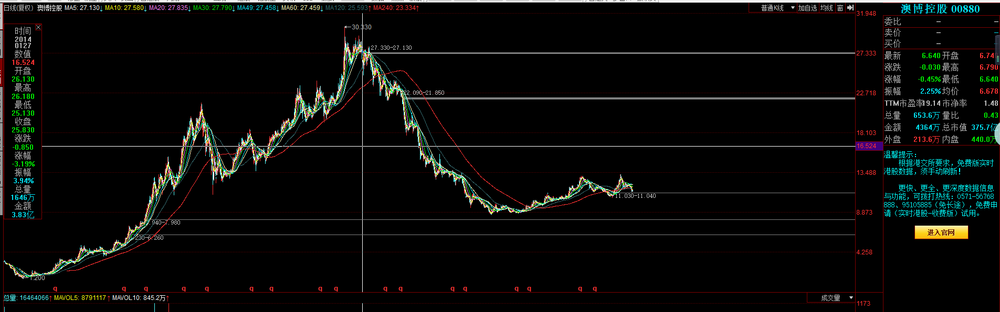 日线(复权) 澳博控股 MA5: 27.130↓ MA10: 27.580↓ MA20: 27.835↓ MA30: 27.790↓ MA49: 27.458↓ MA60: 27.459↓ MA120: 25.593↑ MA240: 23.334↑
普通K线 加自选 均线 窗
时间
2014
0127
数值
16.524
开盘
26.130
最高
26.180
最低
25.130
收盘
25.830
涨跌
-0.850
涨幅
-3.19%
振幅
3.94%
总量
1646万
金额
3.83亿
30.330
27.330-27.130
22.090-21.850
11.030-11.040
7.940-7.980
6.230-6.260
1.200
q q q q q q q q q q q q q q q q q
31.948
27.333
22.718
18.103
16.524
13.488
8.873
4.258
总量: 16464066↑ MAVOL5: 8791117↑ MAVOL10: 845.2万↑
成交量
1173
澳博控股 00880
委比 — —
卖价 — —
买价 —
最新 6.640 开盘 6.740
涨跌 -0.030 最高 6.790
涨幅 -0.45% 最低 6.640
振幅 2.25% 均价 6.678
TTM市盈率19.14 市净率 1.48
总量 653.6万 量比 0.43
金额 4364万 总市值 375.7亿
外盘 213.6万 内盘 440.0万
温馨提示:
根据港交所要求，免费版实时
港股数据，须手动刷新!
更快、更全、更深度数据信息
与功能，可拨打热线: 0571-56768
888、95105885（免长途），免费申
请（实时港股-收费版）试用。
进入官网